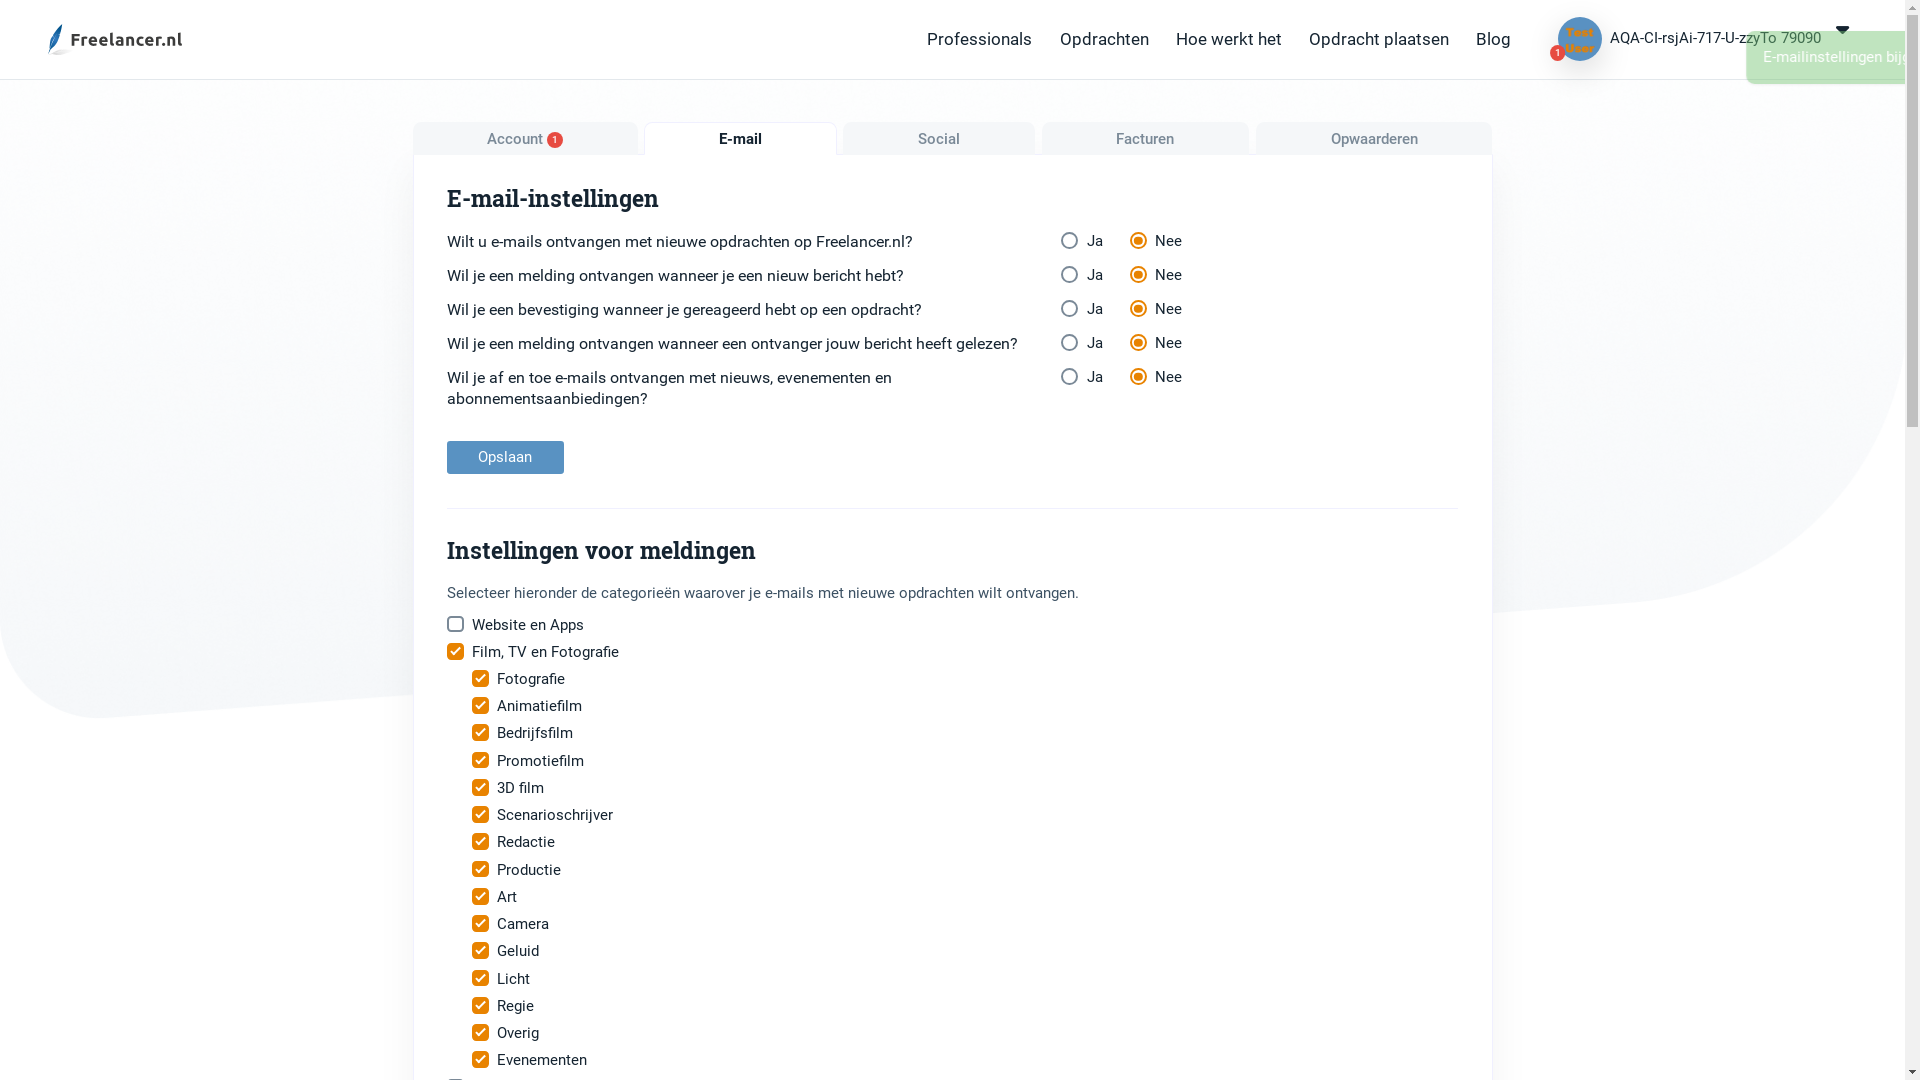 Freelancer.nl
Professionals Opdrachten Hoe werkt het Opdracht plaatsen Blog
Test User
1
AQA-CI-rsjAi-717-U-zzyTo 79090
E-mailinstellingen
Account 1 E-mail Social Facturen Opwaarderen
E-mail-instellingen
Wilt u e-mails ontvangen met nieuwe opdrachten op Freelancer.nl? Ja Nee
Wil je een melding ontvangen wanneer je een nieuw bericht hebt? Ja Nee
Wil je een bevestiging wanneer je gereageerd hebt op een opdracht? Ja Nee
Wil je een melding ontvangen wanneer een ontvanger jouw bericht heeft gelezen? Ja Nee
Wil je af en toe e-mails ontvangen met nieuws, evenementen en Ja Nee
abonnementsaanbiedingen?
Opslaan
Instellingen voor meldingen
Selecteer hieronder de categorieën waarover je e-mails met nieuwe opdrachten wilt ontvangen.
Website en Apps
Film, TV en Fotografie
Fotografie
Animatiefilm
Bedrijfsfilm
Promotiefilm
3D film
Scenarioschrijver
Redactie
Productie
Art
Camera
Geluid
Licht
Regie
Overig
Evenementen